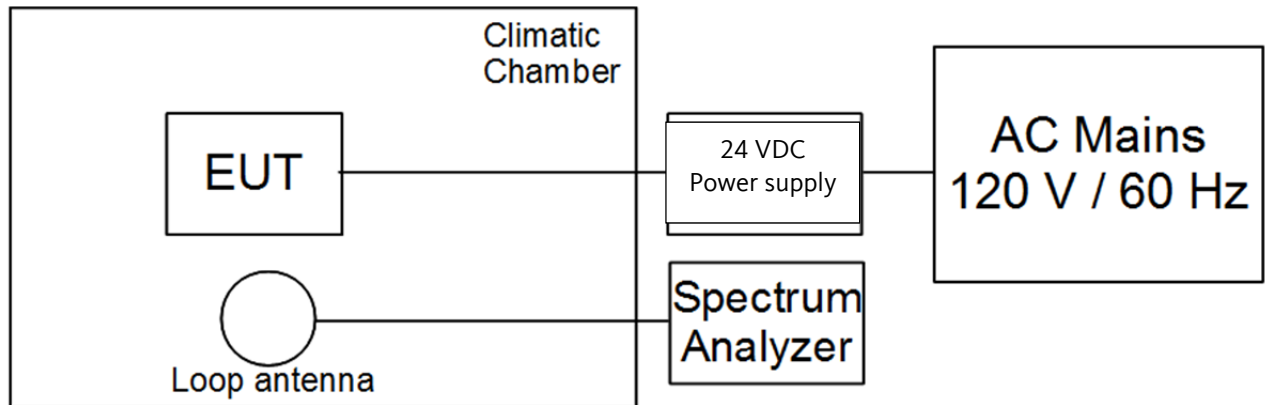 Climatic
Chamber
EUT
24 VDC
Power supply
AC Mains
120 V / 60 Hz
Spectrum
Analyzer
Loop antenna